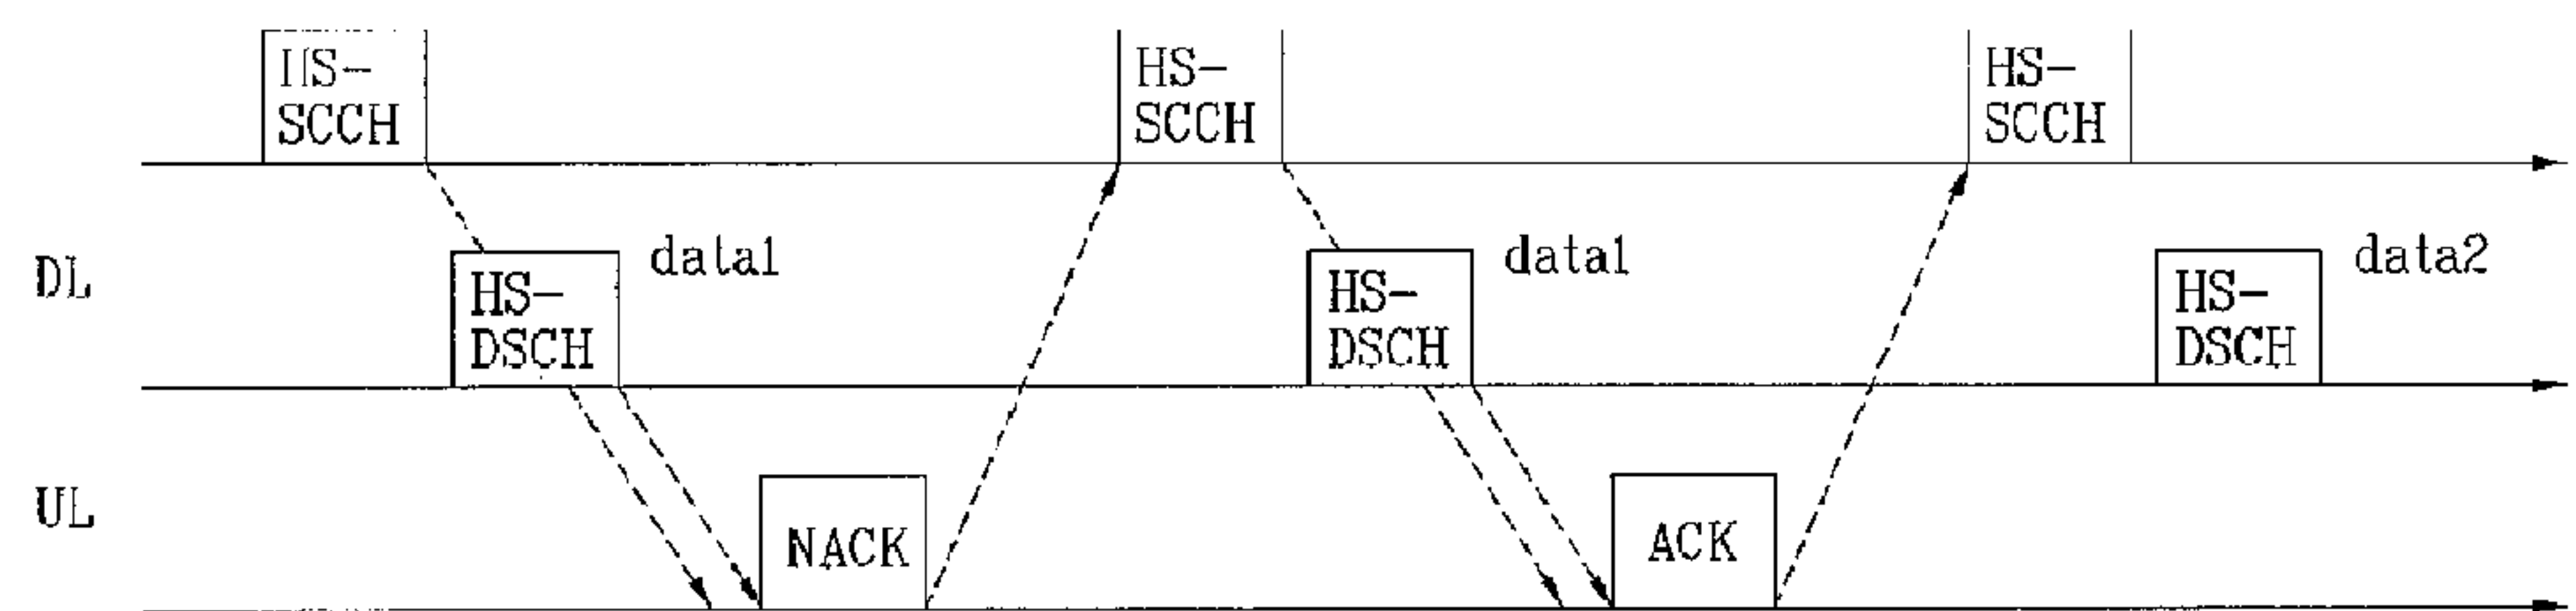 HS-
SCCH
HS-
SCCH
HS-
SCCH
DL
HS-
DSCH
data1
HS-
DSCH
data1
HS-
DSCH
data2
UL
NACK
ACK